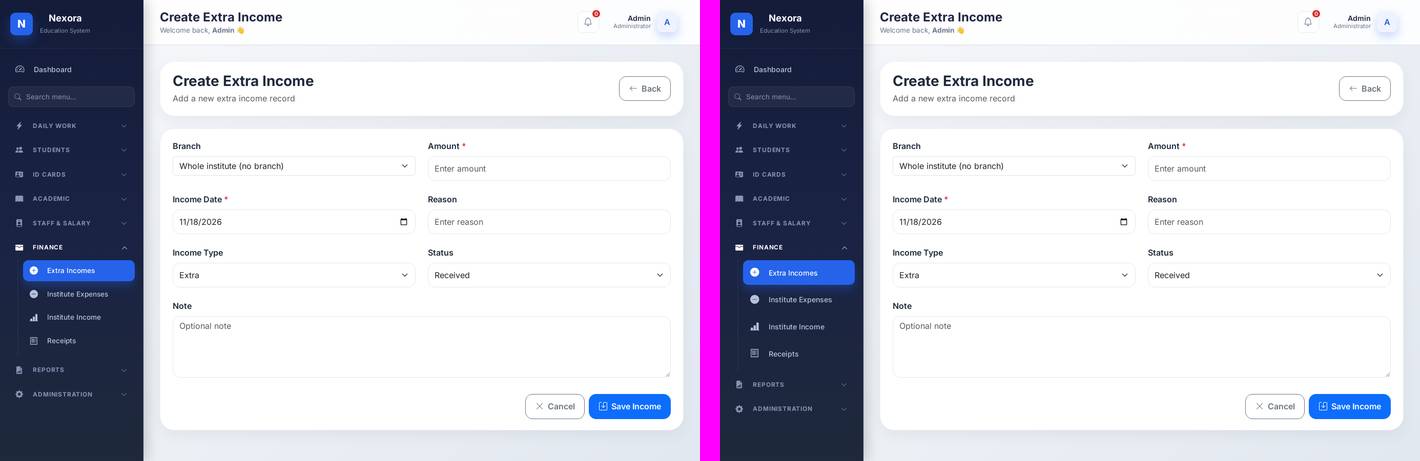 N
Nexora
Education System
Dashboard
Search menu...
DAILY WORK
STUDENTS
ID CARDS
ACADEMIC
STAFF & SALARY
FINANCE
Extra Incomes
Institute Expenses
Institute Income
Receipts
REPORTS
ADMINISTRATION
Create Extra Income
Welcome back, Admin 👋
0
Admin
Administrator
A
Create Extra Income
Add a new extra income record
Back
Branch
Whole institute (no branch)
Amount *
Enter amount
Income Date *
11/18/2026
Reason
Enter reason
Income Type
Extra
Status
Received
Note
Optional note
Cancel
Save Income
N
Nexora
Education System
Dashboard
Search menu...
DAILY WORK
STUDENTS
ID CARDS
ACADEMIC
STAFF & SALARY
FINANCE
Extra Incomes
Institute Expenses
Institute Income
Receipts
REPORTS
ADMINISTRATION
Create Extra Income
Welcome back, Admin 👋
0
Admin
Administrator
A
Create Extra Income
Add a new extra income record
Back
Branch
Whole institute (no branch)
Amount *
Enter amount
Income Date *
11/18/2026
Reason
Enter reason
Income Type
Extra
Status
Received
Note
Optional note
Cancel
Save Income